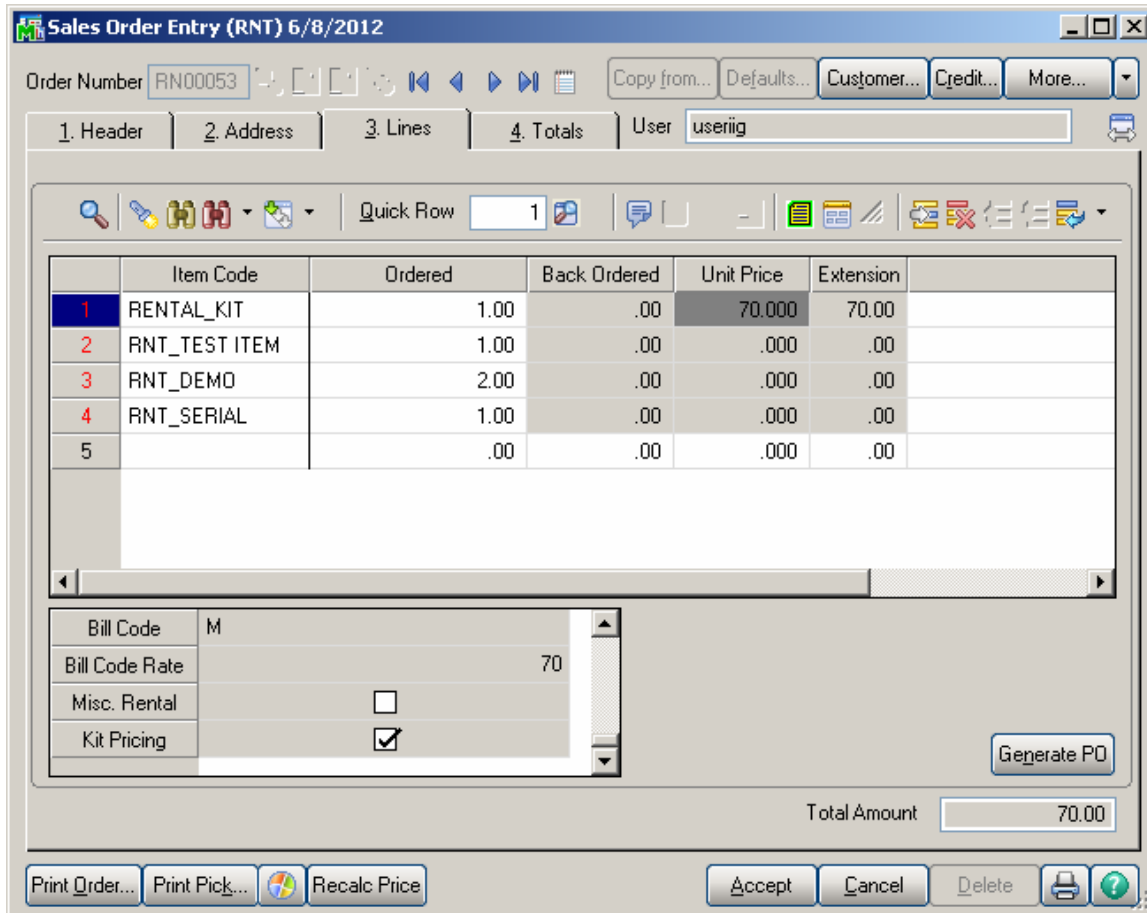 Sales Order Entry (RNT) 6/8/2012
Order Number RN00053 Copy from... Defaults... Customer... Credit... More...
1. Header 2. Address 3. Lines 4. Totals User useriig
Quick Row 1
Item Code Ordered Back Ordered Unit Price Extension
1 RENTAL_KIT 1.00 .00 70.000 70.00
2 RNT_TEST ITEM 1.00 .00 .000 .00
3 RNT_DEMO 2.00 .00 .000 .00
4 RNT_SERIAL 1.00 .00 .000 .00
5 .00 .00 .000 .00
Bill Code M
Bill Code Rate 70
Misc. Rental
Kit Pricing
Generate PO
Total Amount 70.00
Print Order... Print Pick... Recalc Price Accept Cancel Delete